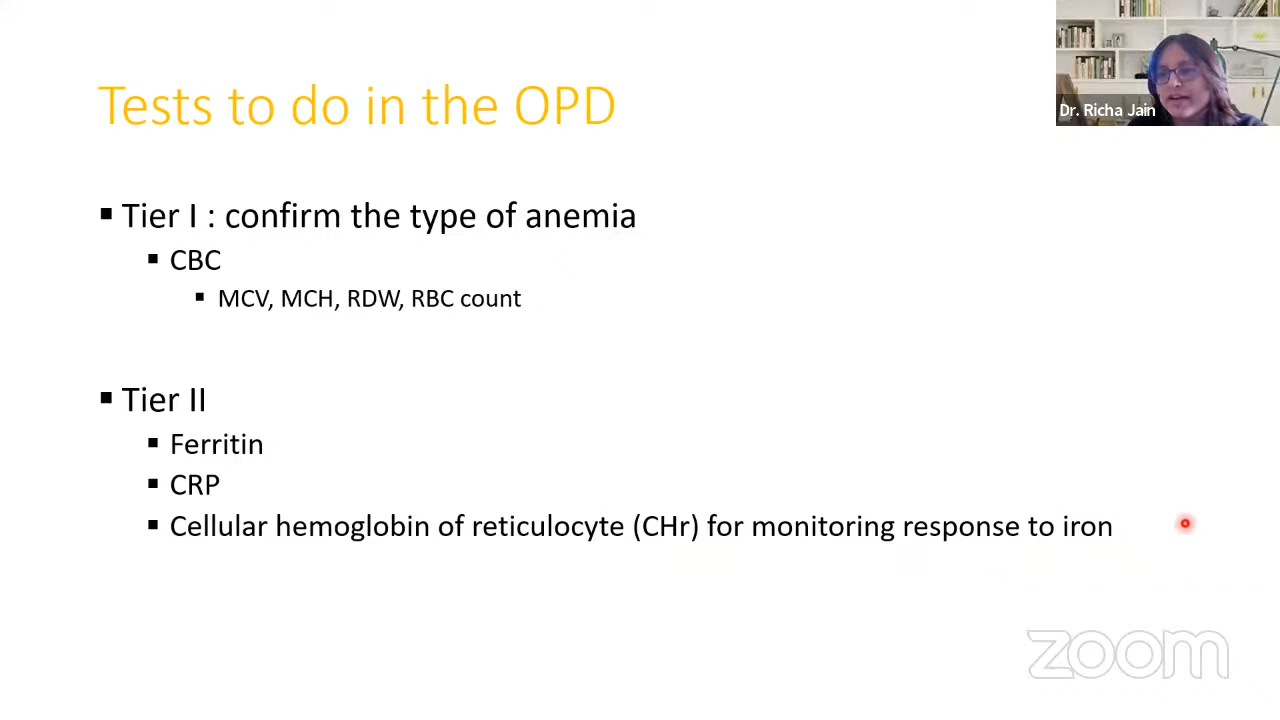 Tests to do in the OPD
Dr. Richa Jain
▪ Tier I : confirm the type of anemia
▪ CBC
▪ MCV, MCH, RDW, RBC count
▪ Tier II
▪ Ferritin
▪ CRP
▪ Cellular hemoglobin of reticulocyte (CHr) for monitoring response to iron
zoom